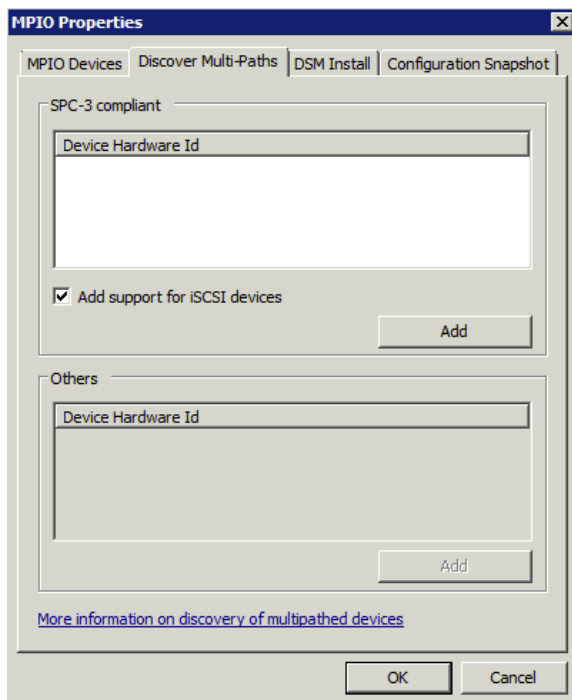 MPIO Properties
MPIO Devices
Discover Multi-Paths
DSM Install
Configuration Snapshot
SPC-3 compliant
Device Hardware Id
Add support for iSCSI devices
Add
Others
Device Hardware Id
Add
More information on discovery of multipathed devices
OK
Cancel